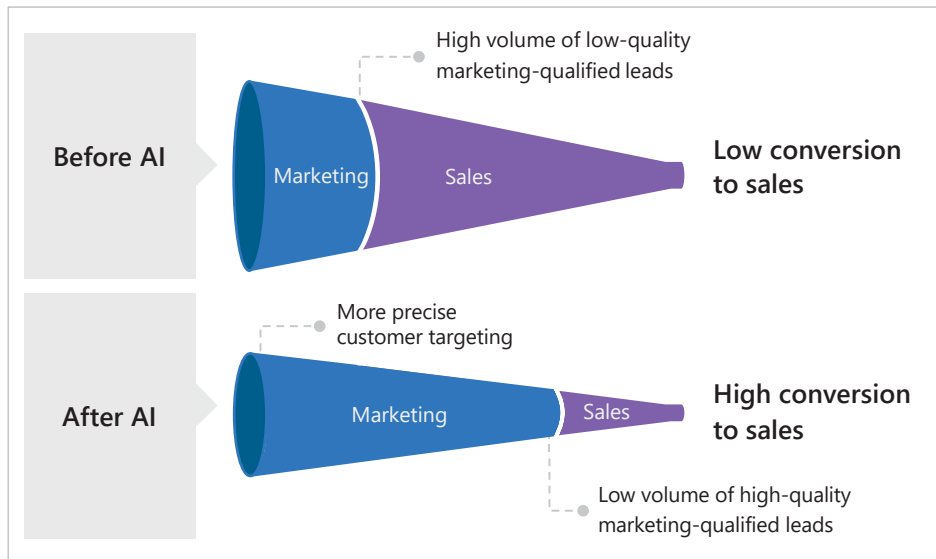 High volume of low-quality
marketing-qualified leads
Before AI
Marketing
Sales
Low conversion
to sales
More precise
customer targeting
After AI
Marketing
Sales
High conversion
to sales
Low volume of high-quality
marketing-qualified leads